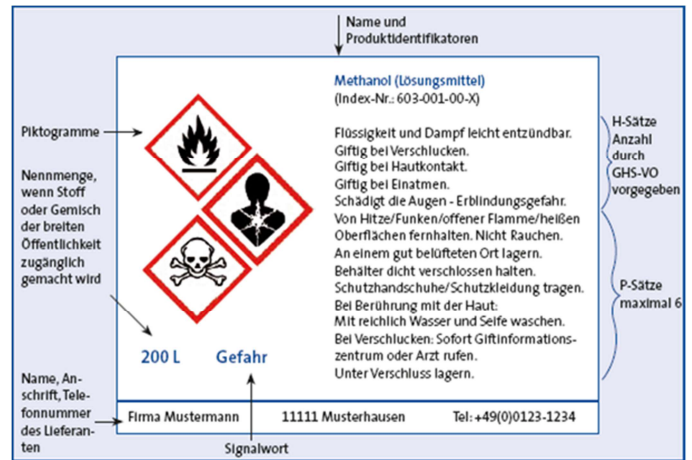 Name und
Produktidentifikatoren
Methanol (Lösungsmittel)
(Index-Nr.: 603-001-00-X)
Piktogramme
Flüssigkeit und Dampf leicht entzündbar.
Giftig bei Verschlucken.
Giftig bei Hautkontakt.
Giftig bei Einatmen.
Schädigt die Augen - Erblindungsgefahr.
Von Hitze/Funken/offener Flamme/heißen
Oberflächen fernhalten. Nicht Rauchen.
An einem gut belüfteten Ort lagern.
Behälter dicht verschlossen halten.
Schutzhandschuhe/Schutzkleidung tragen.
Bei Berührung mit der Haut:
Mit reichlich Wasser und Seife waschen.
Bei Verschlucken: Sofort Giftinformations-
zentrum oder Arzt rufen.
Unter Verschluss lagern.
H-Sätze
Anzahl
durch
GHS-VO
vorgegeben
P-Sätze
maximal 6
Nennmenge,
wenn Stoff
oder Gemisch
der breiten
Öffentlichkeit
zugänglich
gemacht wird
200 L Gefahr
Name, An-
schrift, Tele-
fonnummer
des Lieferan-
ten
Firma Mustermann 11111 Musterhausen Tel: +49(0)0123-1234
Signalwort